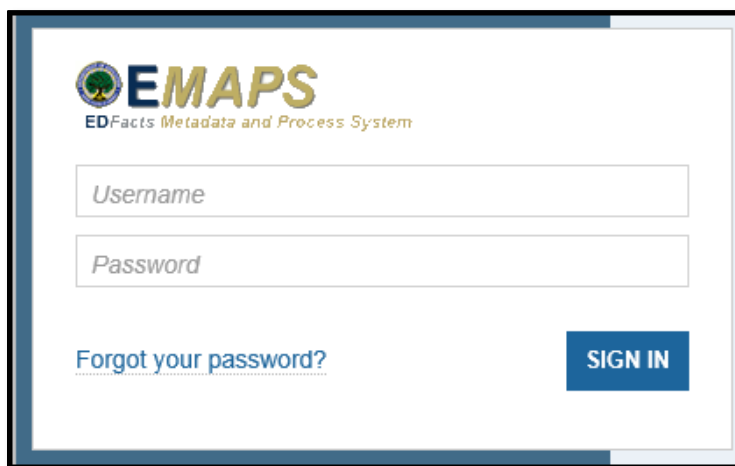 EMAPS
EDFacts Metadata and Process System
Username
Password
Forgot your password?
SIGN IN